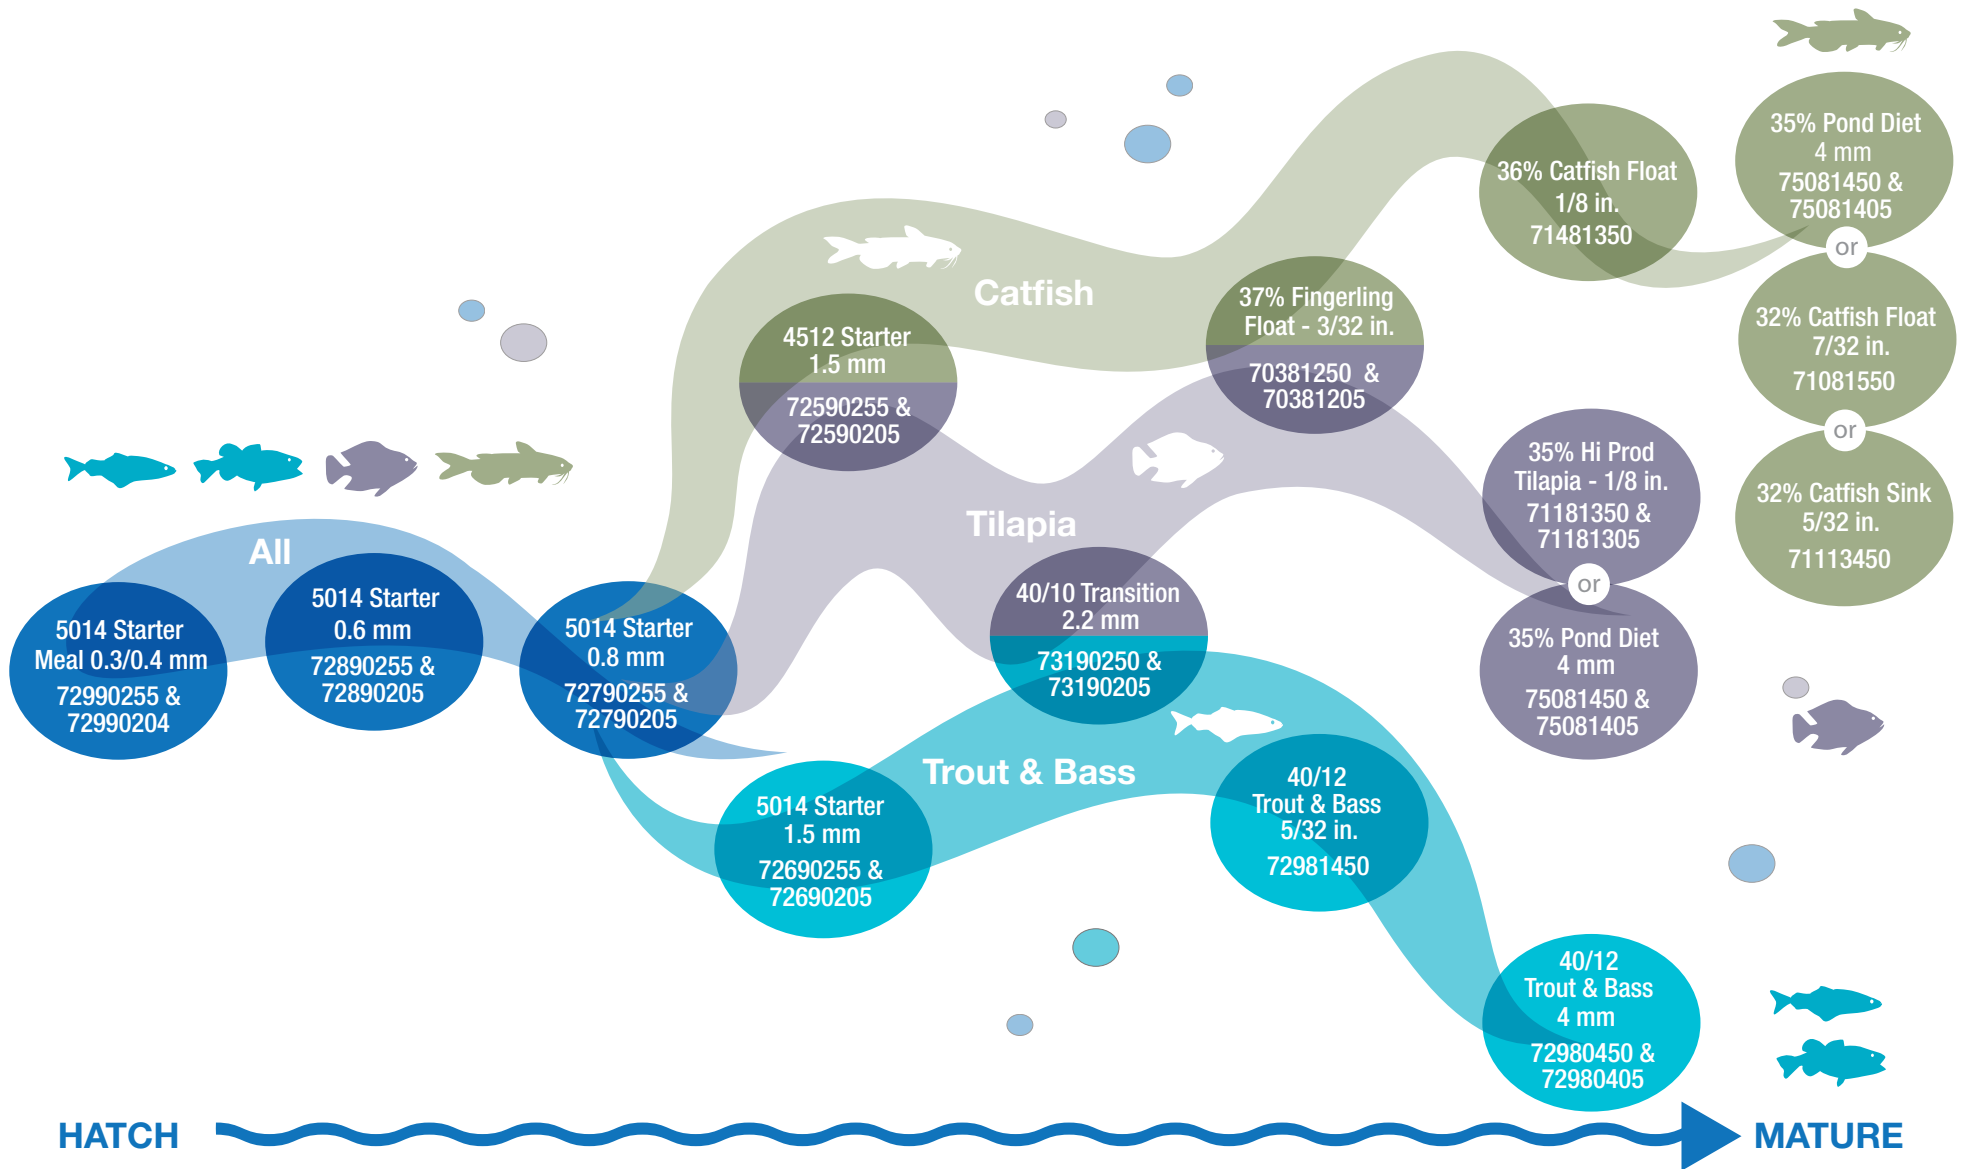 All
5014 Starter
Meal 0.3/0.4 mm
72990255 &
72990204
5014 Starter
0.6 mm
72890255 &
72890205
5014 Starter
0.8 mm
72790255 &
72790205
Catfish
4512 Starter
1.5 mm
72590255 &
72590205
37% Fingerling
Float - 3/32 in.
70381250 &
70381205
36% Catfish Float
1/8 in.
71481350
35% Pond Diet
4 mm
75081450 &
75081405
or
32% Catfish Float
7/32 in.
71081550
or
32% Catfish Sink
5/32 in.
71113450
Tilapia
40/10 Transition
2.2 mm
73190250 &
73190205
35% Hi Prod
Tilapia - 1/8 in.
71181350 &
71181305
or
35% Pond Diet
4 mm
75081450 &
75081405
Trout & Bass
5014 Starter
1.5 mm
72690255 &
72690205
40/12
Trout & Bass
5/32 in.
72981450
40/12
Trout & Bass
4 mm
72980450 &
72980405
HATCH
MATURE